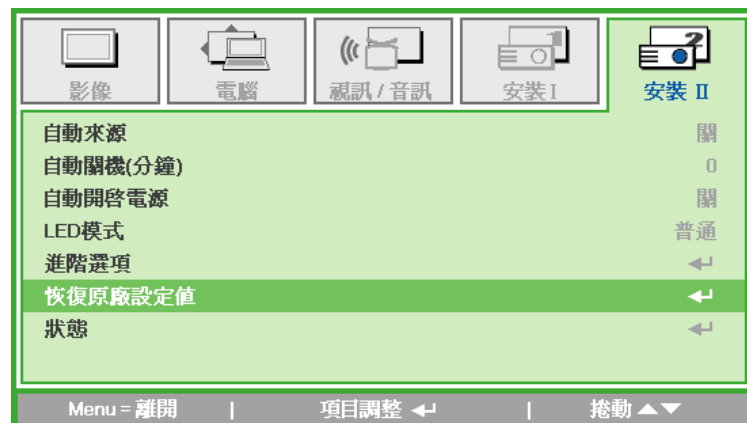 影像 電腦 視訊 / 音訊 安裝 I 安裝 II
自動來源 關
自動關機(分鐘) 0
自動開啓電源 關
LED模式 普通
進階選項
恢復原廠設定值
狀態
Menu = 離開 | 項目調整 | 捲動